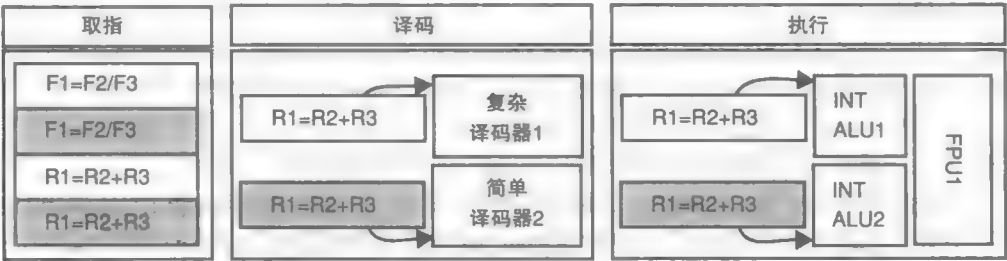 取指
F1=F2/F3
F1=F2/F3
R1=R2+R3
R1=R2+R3
译码
R1=R2+R3
复杂
译码器1
R1=R2+R3
简单
译码器2
执行
R1=R2+R3
INT
ALU1
R1=R2+R3
INT
ALU2
FPU1